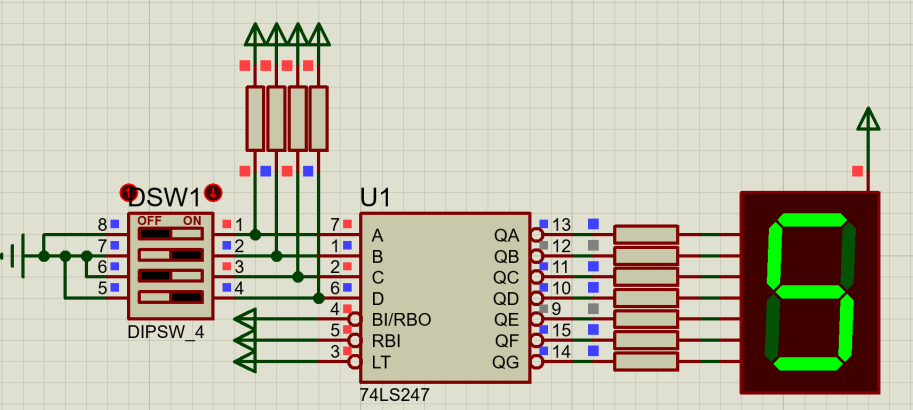 DSW1
OFF ON
8 1
7 2
6 3
5 4
DIPSW_4
U1
7 A QA 13
1 B QB 12
2 C QC 11
6 D QD 10
4 BI/RBO QE 9
5 RBI QF 15
3 LT QG 14
74LS247
5